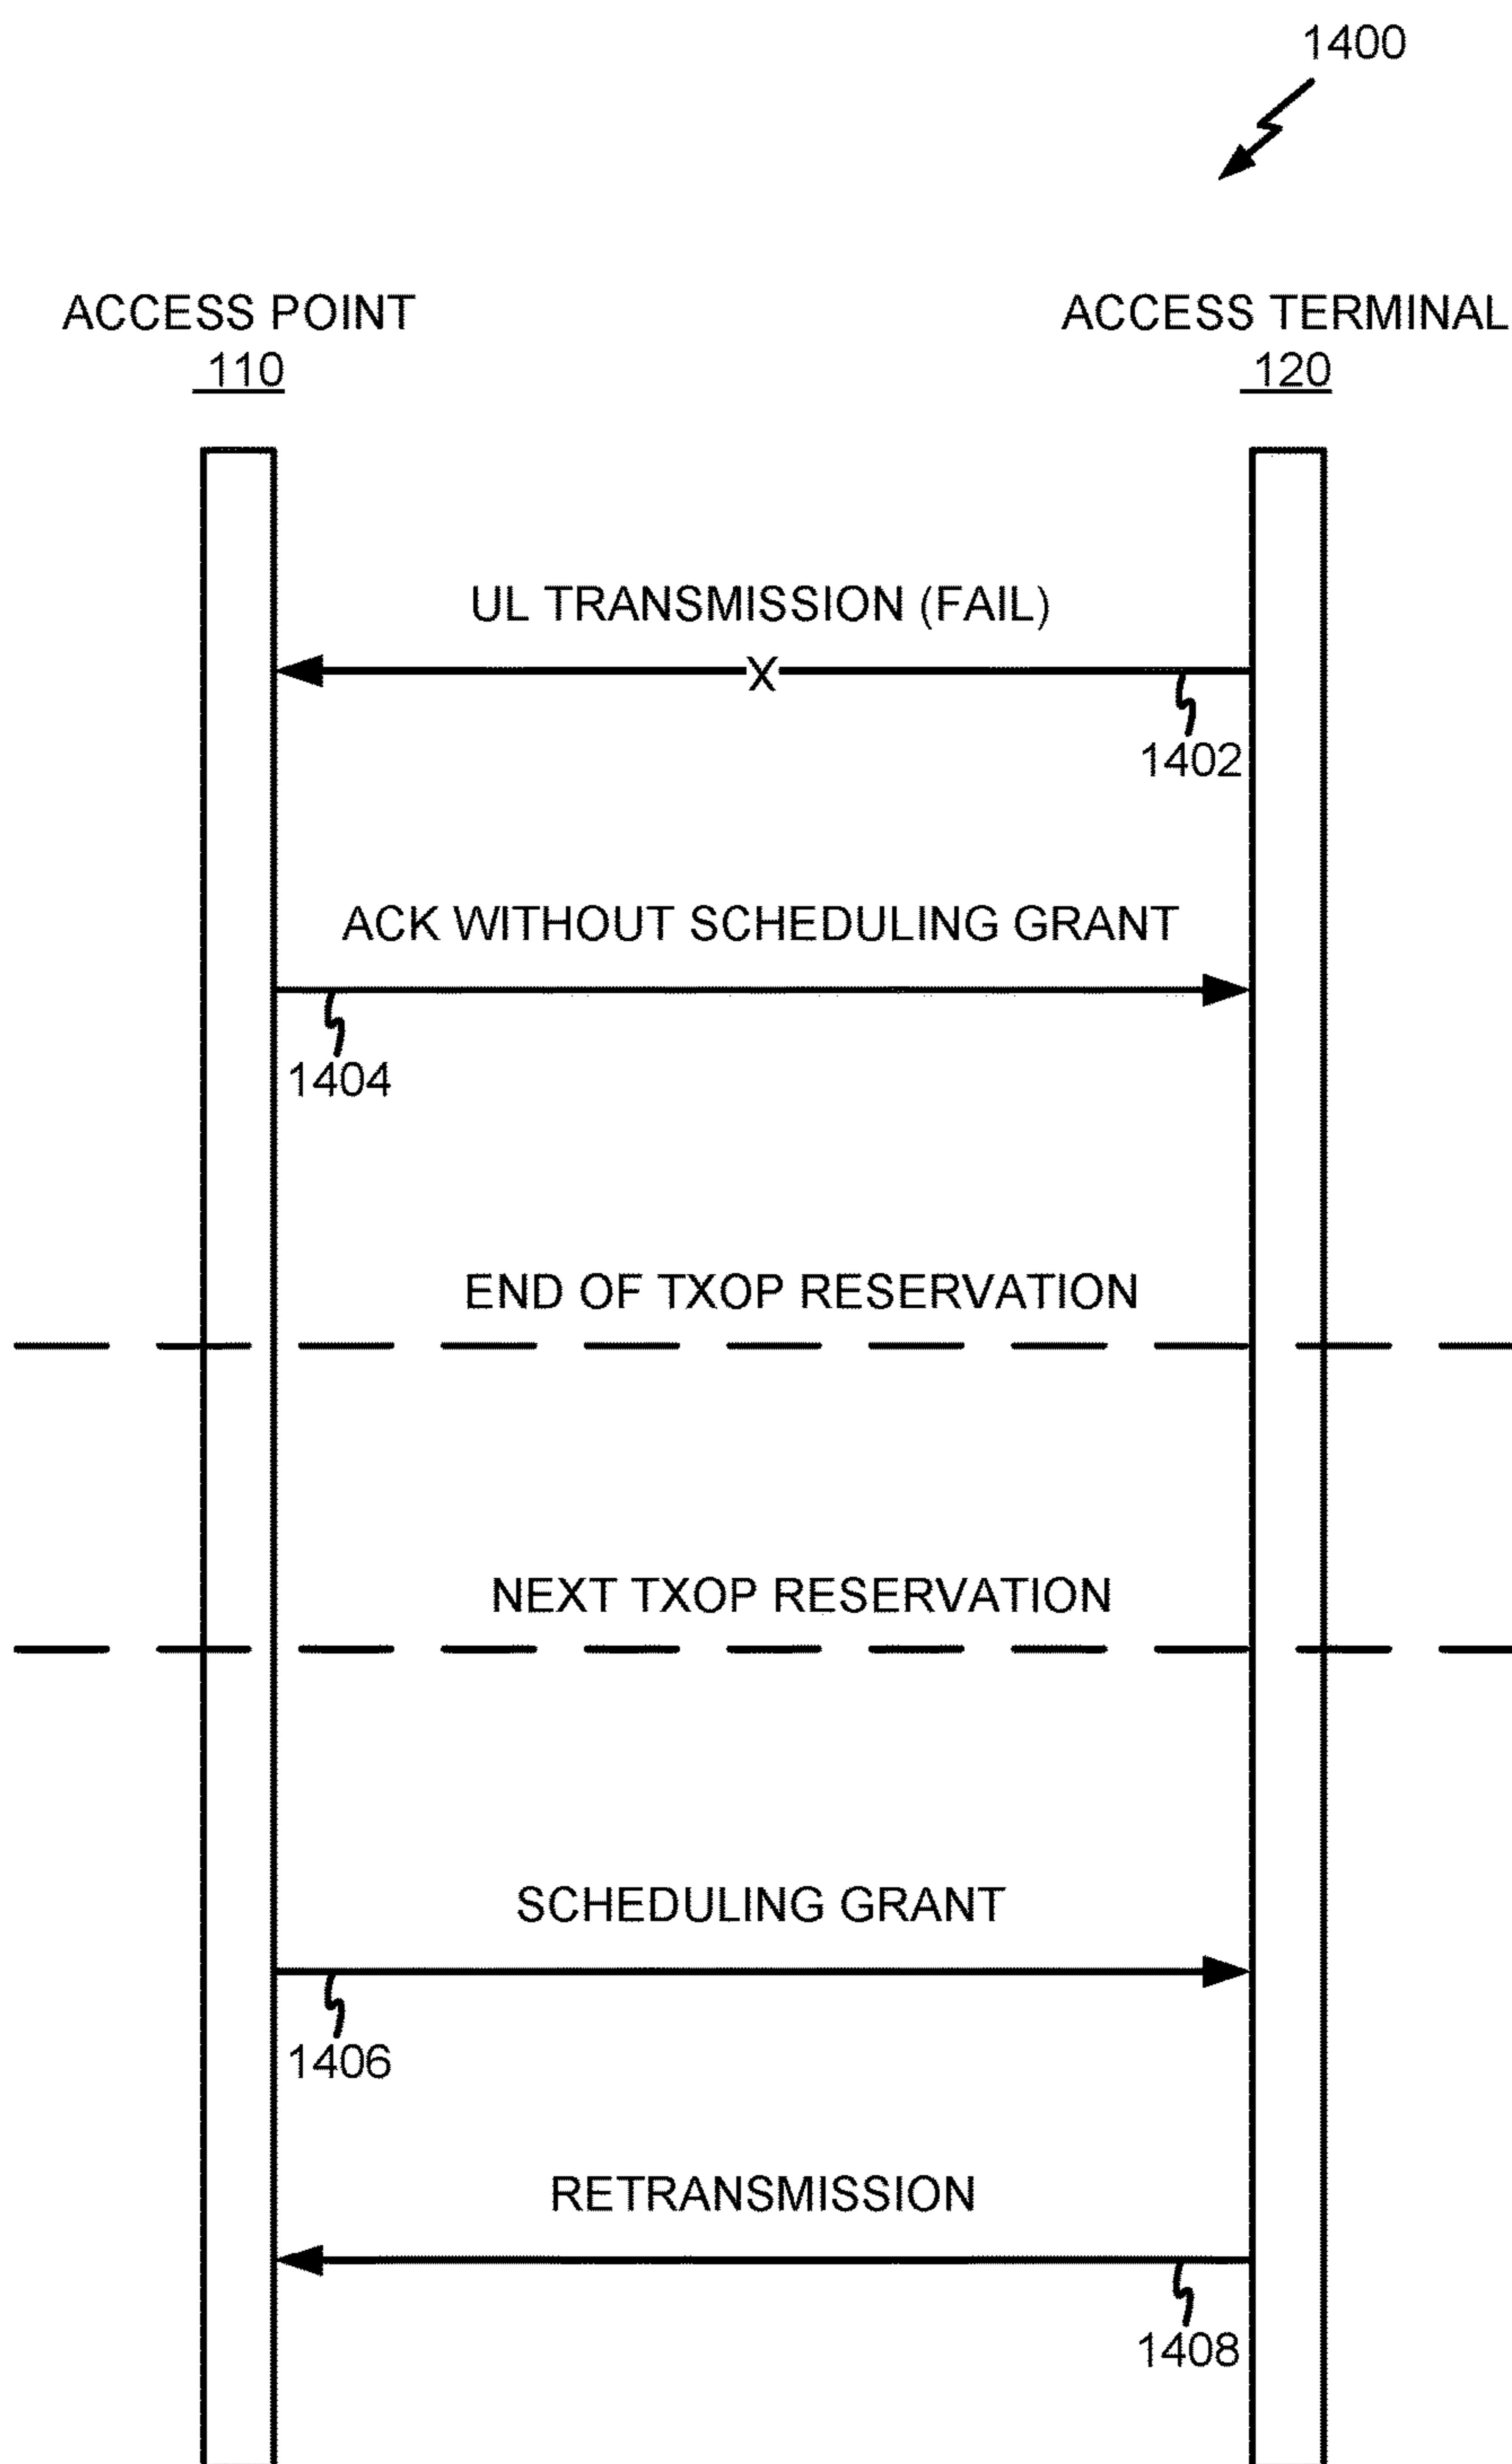 1400
ACCESS POINT
110
ACCESS TERMINAL
120
UL TRANSMISSION (FAIL)
X
1402
ACK WITHOUT SCHEDULING GRANT
1404
END OF TXOP RESERVATION
NEXT TXOP RESERVATION
SCHEDULING GRANT
1406
RETRANSMISSION
1408